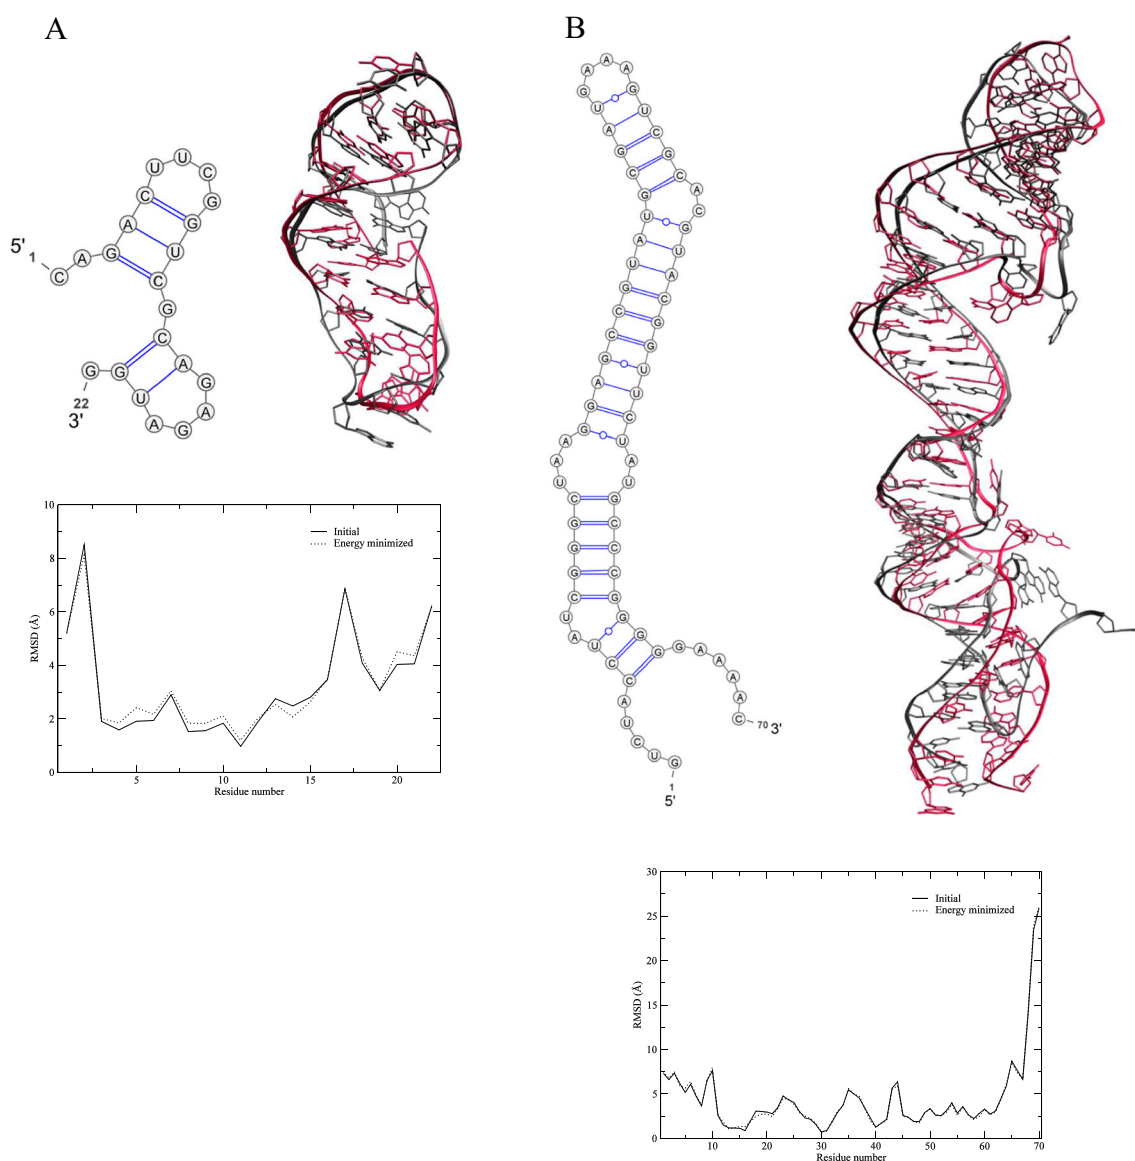 A
B
5'
1
C A G A C U U C G G U C G C A G A G A U G G
22
3'
G U C U A C C U A U C G G G C U A A G G A G C C G U A U G C G A U G A A A G U C G C A C G U A C G G U U C U A U G C C C G G G G G A A A A C
70 3'
1
5'
10
8
6
4
2
0
RMSD (Å)
Initial
Energy minimized
5 10 15 20
Residue number
30
25
20
15
10
5
0
RMSD (Å)
Initial
Energy minimized
10 20 30 40 50 60 70
Residue number